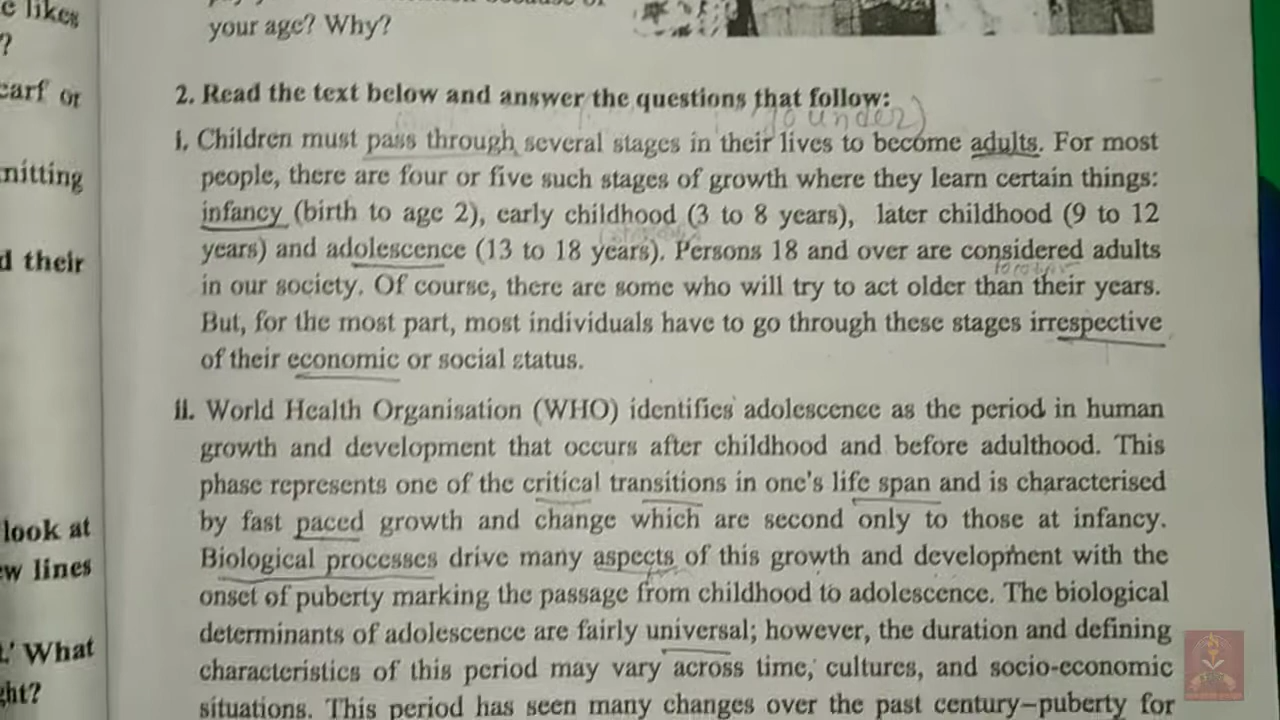 e likes
?
carf or
nitting
d their
look at
ew lines
.' What
ght?
your age? Why?
2. Read the text below and answer the questions that follow:
i. Children must pass through several stages in their lives to become adults. For most
people, there are four or five such stages of growth where they learn certain things:
infancy (birth to age 2), early childhood (3 to 8 years), later childhood (9 to 12
years) and adolescence (13 to 18 years). Persons 18 and over are considered adults
in our society. Of course, there are some who will try to act older than their years.
But, for the most part, most individuals have to go through these stages irrespective
of their economic or social status.
ii. World Health Organisation (WHO) identifies adolescence as the period in human
growth and development that occurs after childhood and before adulthood. This
phase represents one of the critical transitions in one's life span and is characterised
by fast paced growth and change which are second only to those at infancy.
Biological processes drive many aspects of this growth and development with the
onset of puberty marking the passage from childhood to adolescence. The biological
determinants of adolescence are fairly universal; however, the duration and defining
characteristics of this period may vary across time, cultures, and socio-economic
situations. This period has seen many changes over the past century–puberty for